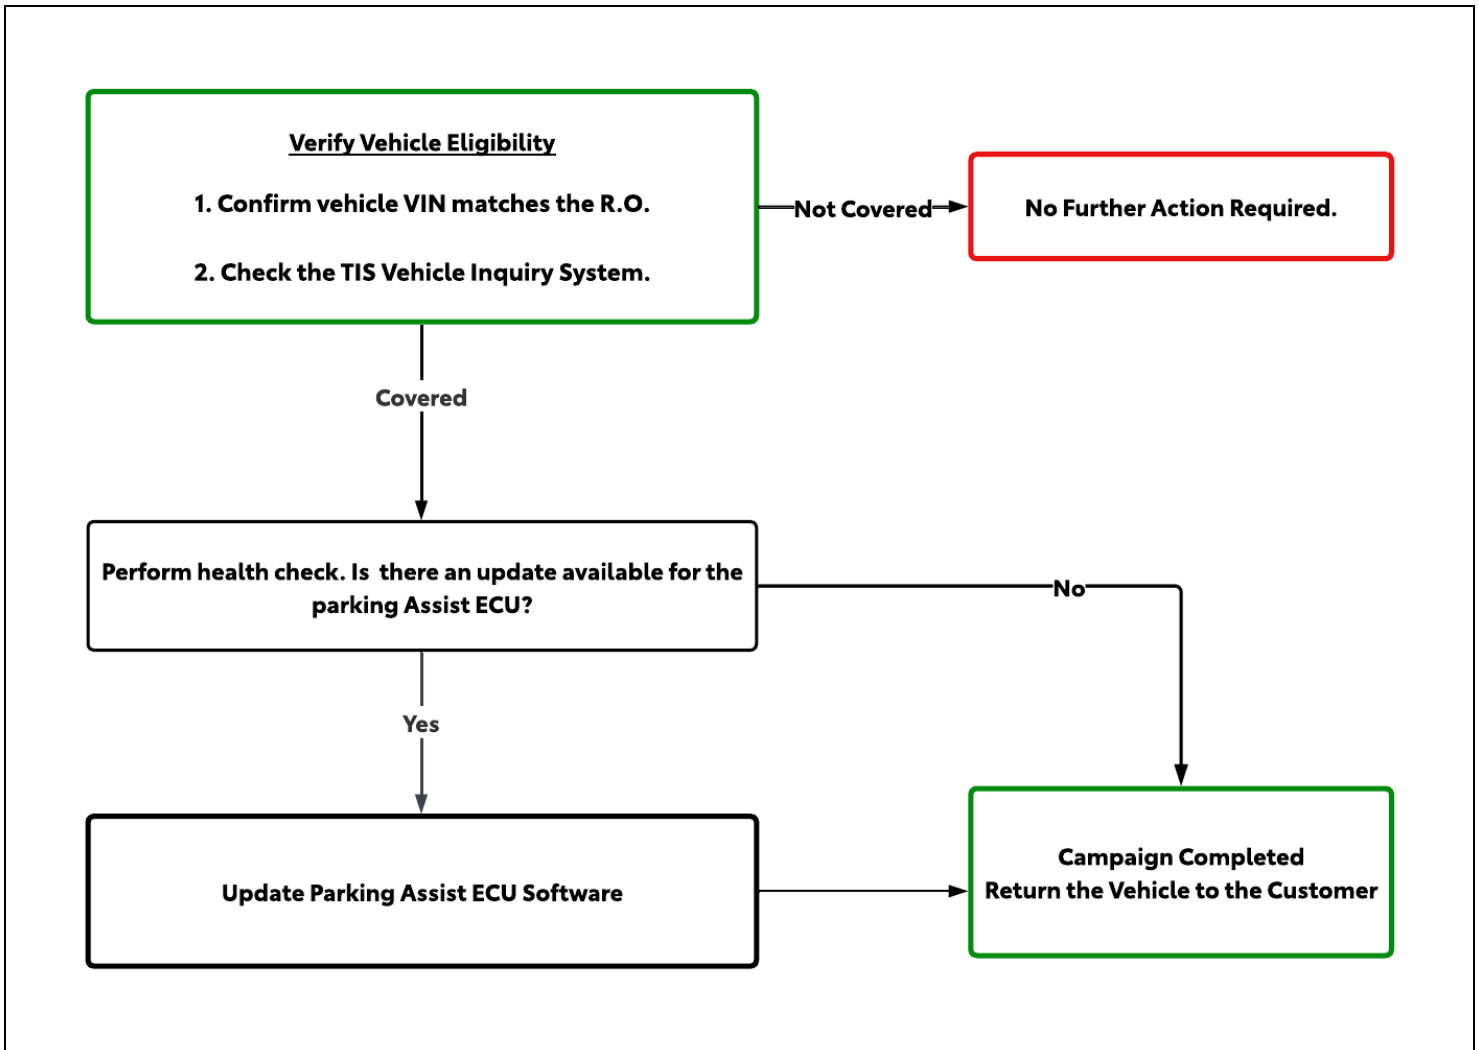 Verify Vehicle Eligibility
1. Confirm vehicle VIN matches the R.O.
2. Check the TIS Vehicle Inquiry System.
Not Covered
No Further Action Required.
Covered
Perform health check. Is  there an update available for the
parking Assist ECU?
No
Yes
Update Parking Assist ECU Software
Campaign Completed
Return the Vehicle to the Customer